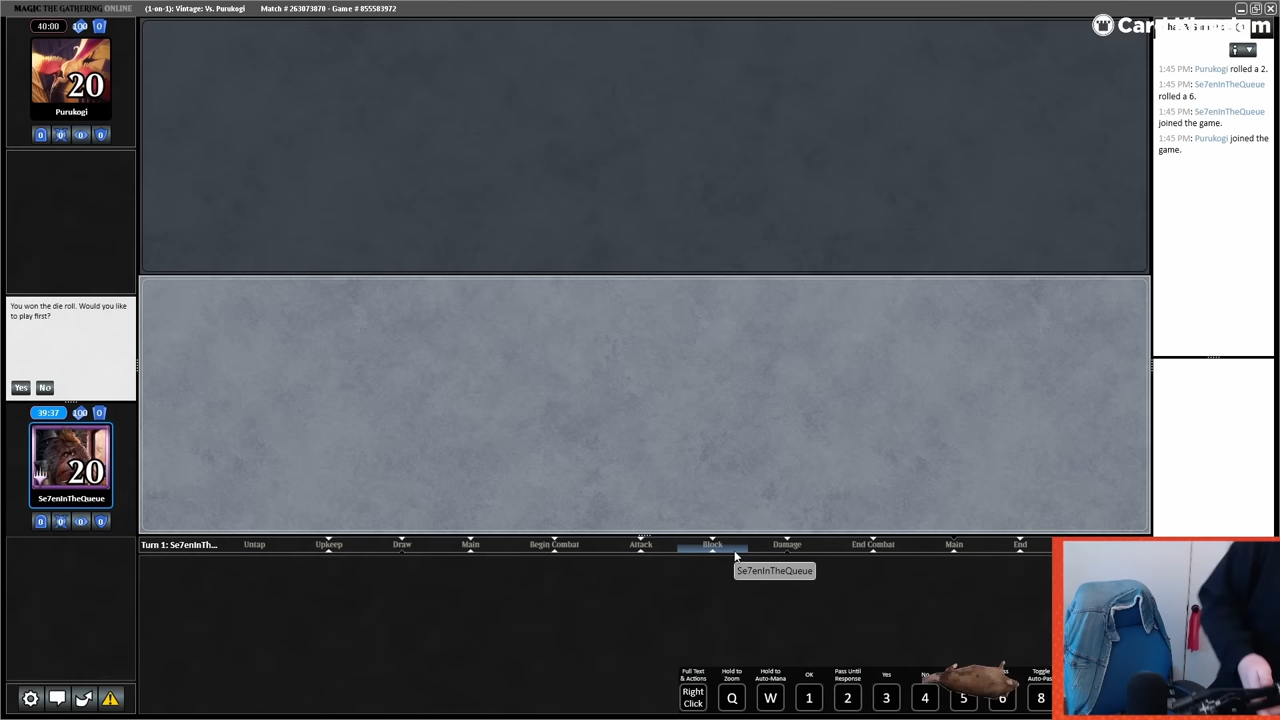 MAGIC THE GATHERING ONLINE (1-on-1): Vintage: Vs. Purukogi Match # 263073870 - Game # 855583972
40:00 100 0
20
Purukogi
0 0 0 0
You won the die roll. Would you like
to play first?
Yes No
39:37 100 0
20
Se7enInTheQueue
0 0 0 0
1:45 PM: Purukogi rolled a 2.
1:45 PM: Se7enInTheQueue
rolled a 6.
1:45 PM: Se7enInTheQueue
joined the game.
1:45 PM: Purukogi joined the
game.
Turn 1: Se7enInTh... Untap Upkeep Draw Main Begin Combat Attack Block Damage End Combat Main End
Se7enInTheQueue
Full Text
& Actions
Right
Click
Hold to
Zoom
Q
Hold to
Auto-Mana
W
OK
1
Pass Until
Response
2
Yes
3
4
5
6
Toggle
Auto-Pas
8